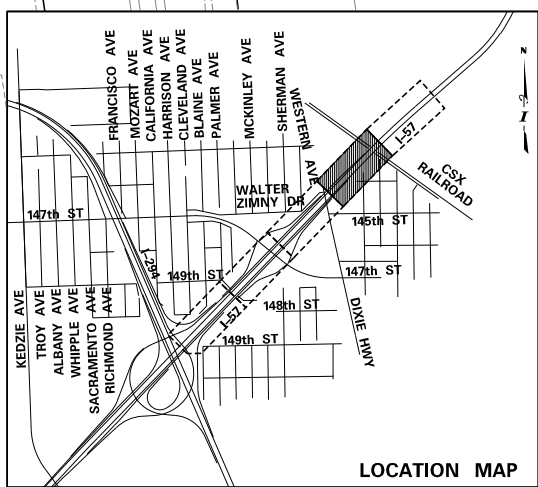 FRANCISCO AVE
MOZART AVE
CALIFORNIA AVE
HARRISON AVE
CLEVELAND AVE
BLAINE AVE
PALMER AVE
MCKINLEY AVE
SHERMAN AVE
WESTERN AVE
N
I-57
CSX
RAILROAD
WALTER
ZIMNY DR
147th ST
145th ST
I-294
149th ST
147th ST
148th ST
I-57
149th ST
DIXIE HWY
KEDZIE AVE
TROY AVE
ALBANY AVE
WHIPPLE AVE
SACRAMENTO AVE
RICHMOND AVE
LOCATION MAP